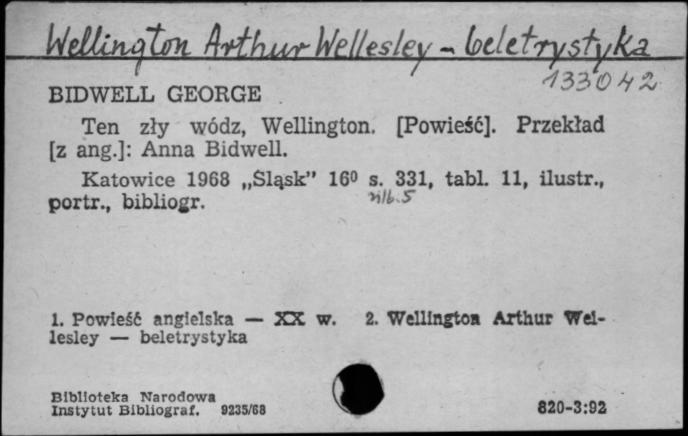 Wellington Arthur Wellesley - beletrystyka
133042
BIDWELL GEORGE
Ten zły wódz, Wellington. [Powieść]. Przekład
[z ang.]: Anna Bidwell.
Katowice 1968 „Śląsk” 16⁰ s. 331, tabl. 11, ilustr.,
nlb. 5
portr., bibliogr.
1. Powieść angielska — XX w. 2. Wellington Arthur Wel-
lesley — beletrystyka
Biblioteka Narodowa
Instytut Bibliograf. 9235/68
820-3:92